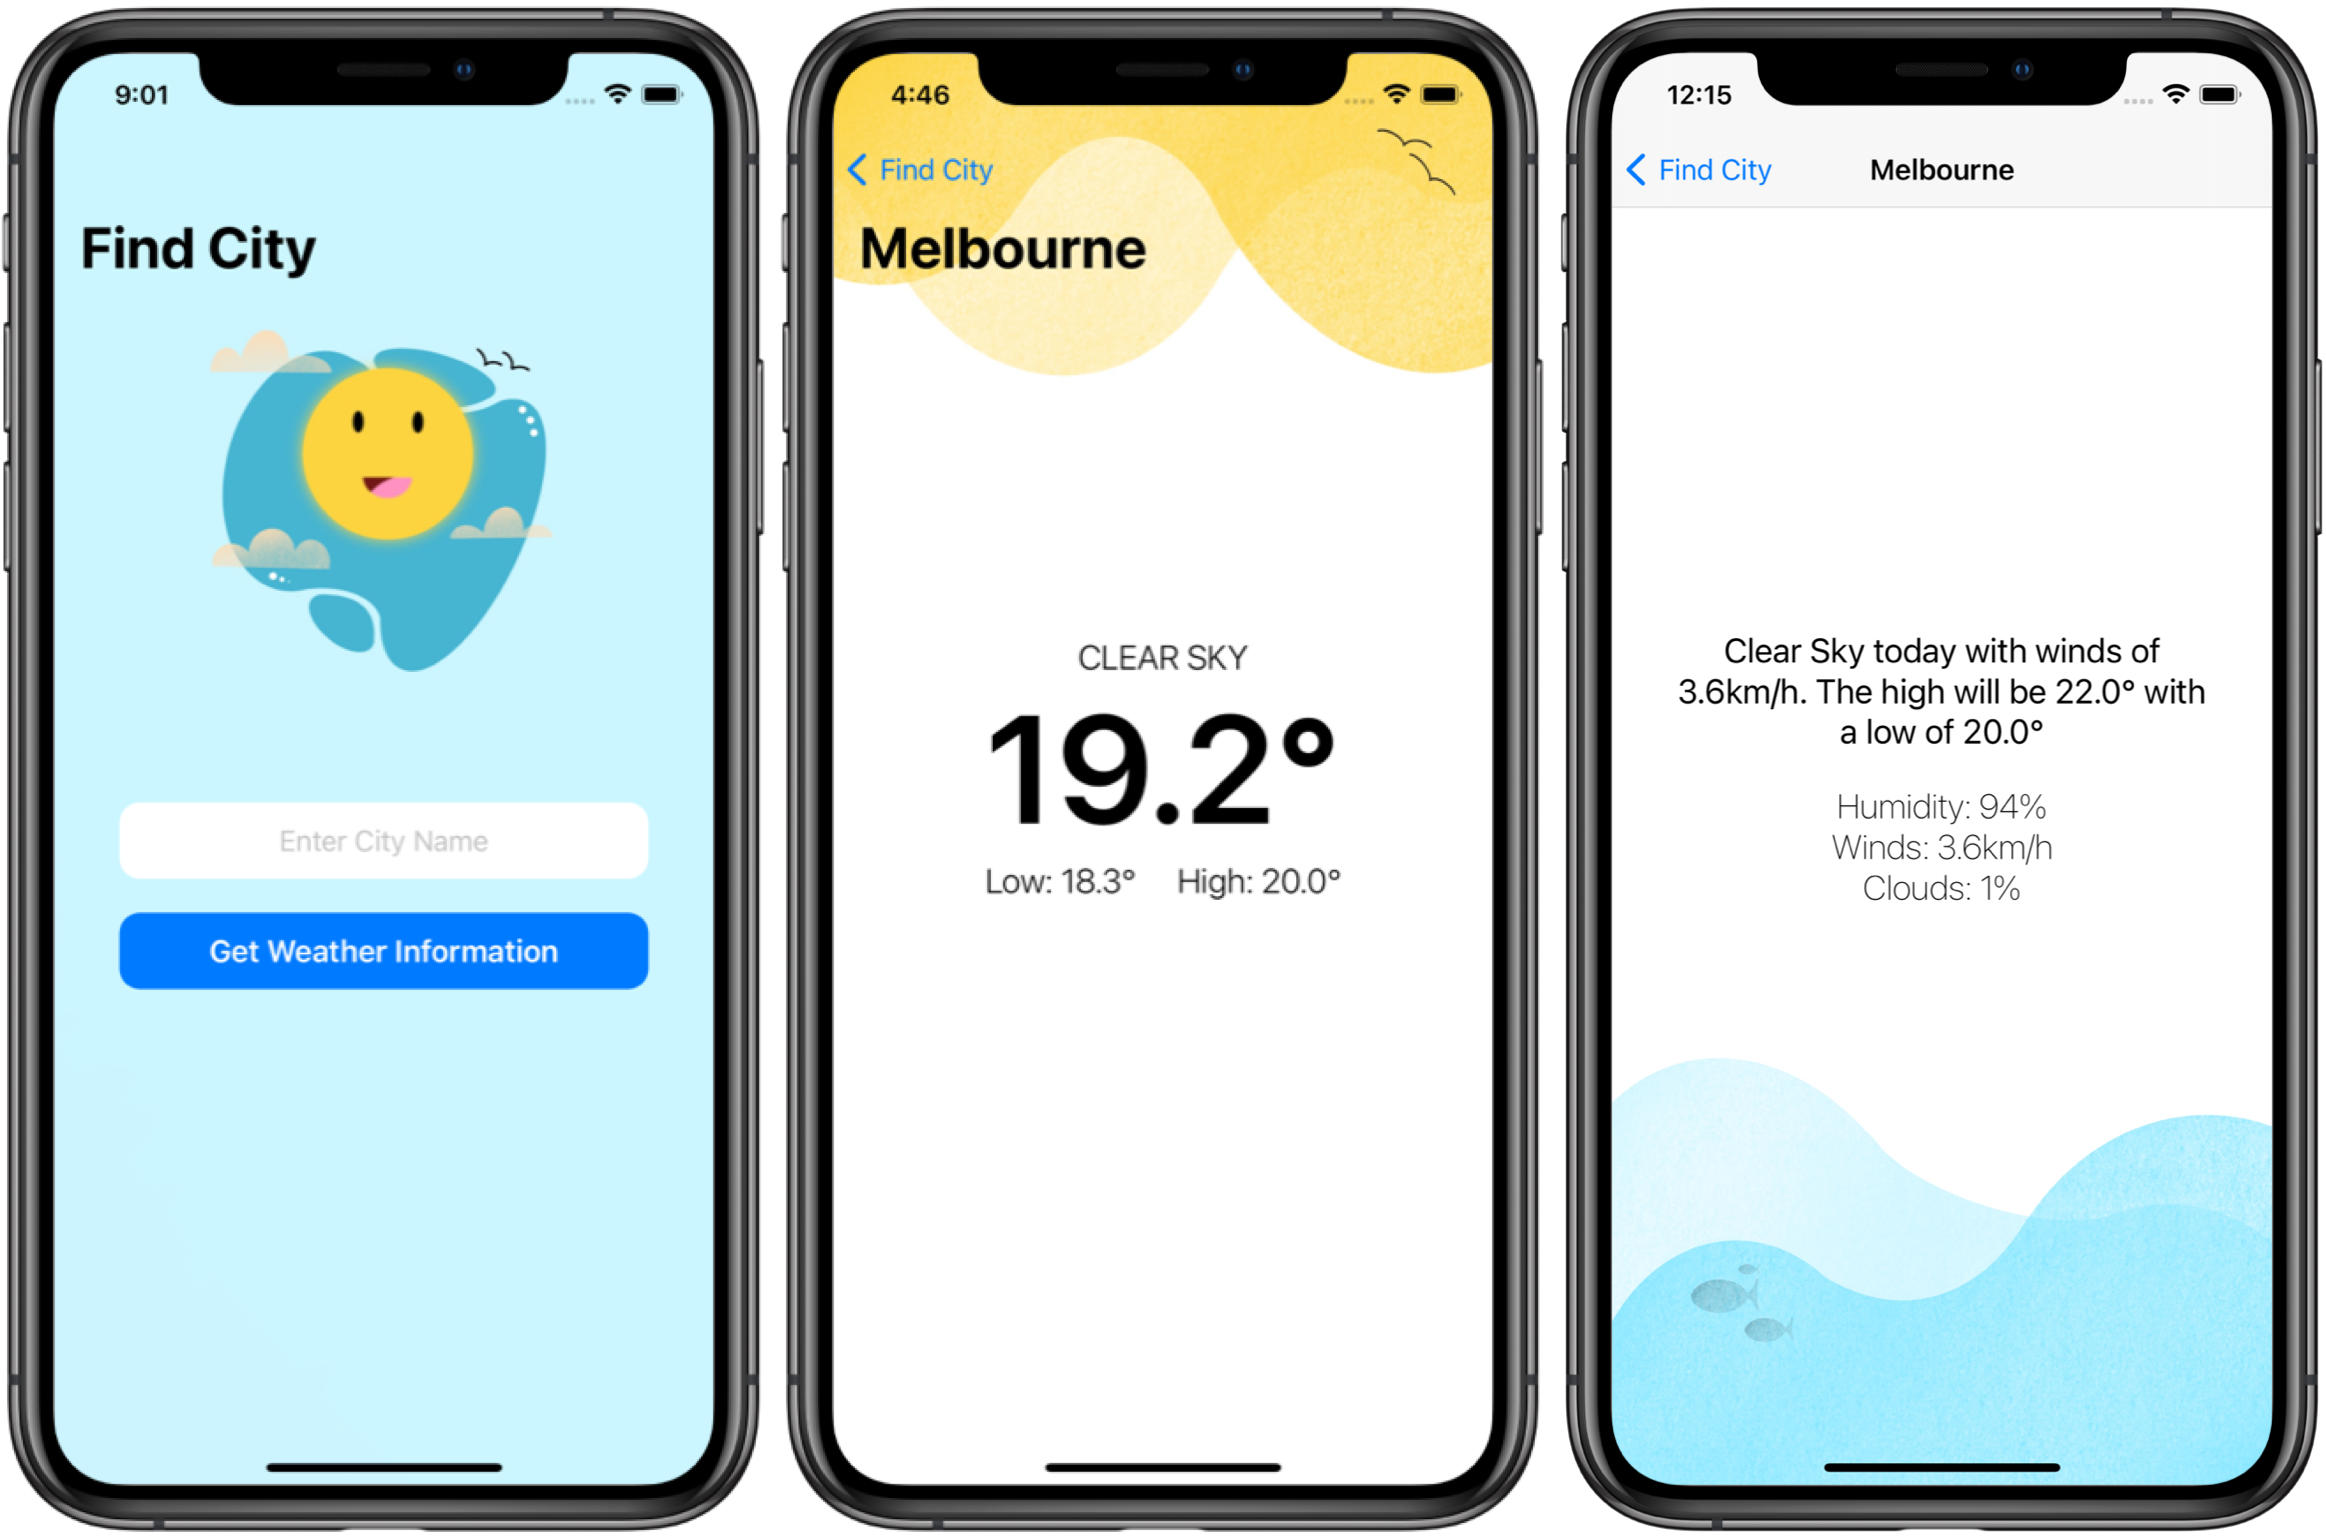 9:01
Find City
Enter City Name
Get Weather Information
4:46
Find City
Melbourne
CLEAR SKY
19.2°
Low: 18.3° High: 20.0°
12:15
Find City Melbourne
Clear Sky today with winds of
3.6km/h. The high will be 22.0° with
a low of 20.0°
Humidity: 94%
Winds: 3.6km/h
Clouds: 1%